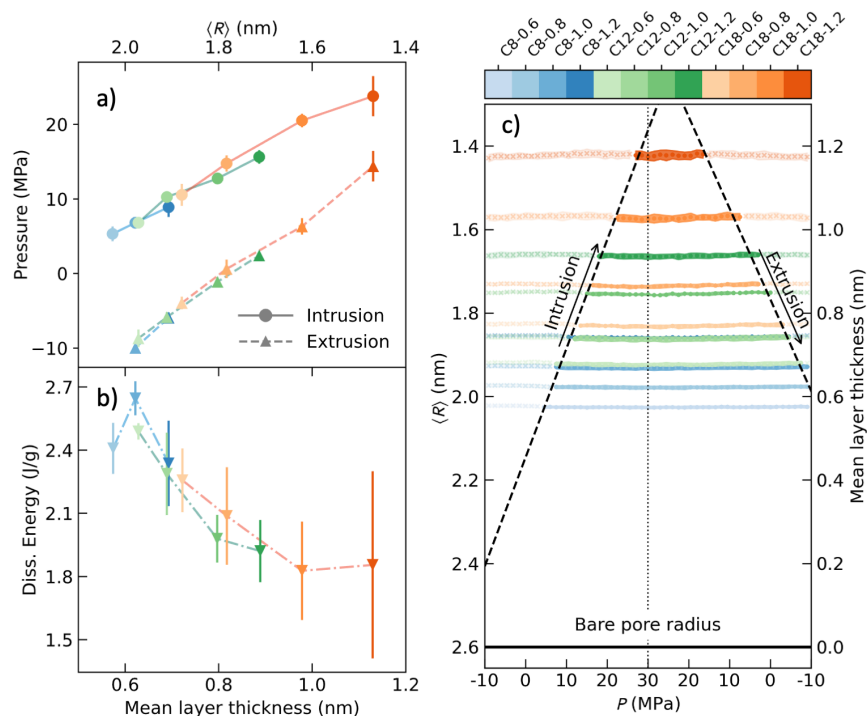 ⟨R⟩ (nm)
2.0 1.8 1.6 1.4
a)
20
10
0
−10
Pressure (MPa)
Intrusion
Extrusion
b)
2.7
2.4
2.1
1.8
1.5
Diss. Energy (J/g)
0.6 0.8 1.0 1.2
Mean layer thickness (nm)
C8-0.6
C8-0.8
C8-1.0
C8-1.2
C12-0.6
C12-0.8
C12-1.0
C12-1.2
C18-0.6
C18-0.8
C18-1.0
C18-1.2
c)
1.4
1.6
1.8
2.0
2.2
2.4
2.6
⟨R⟩ (nm)
Intrusion
Extrusion
Bare pore radius
1.2
1.0
0.8
0.6
0.4
0.2
0.0
Mean layer thickness (nm)
-10 0 10 20 30 20 10 0 -10
P (MPa)